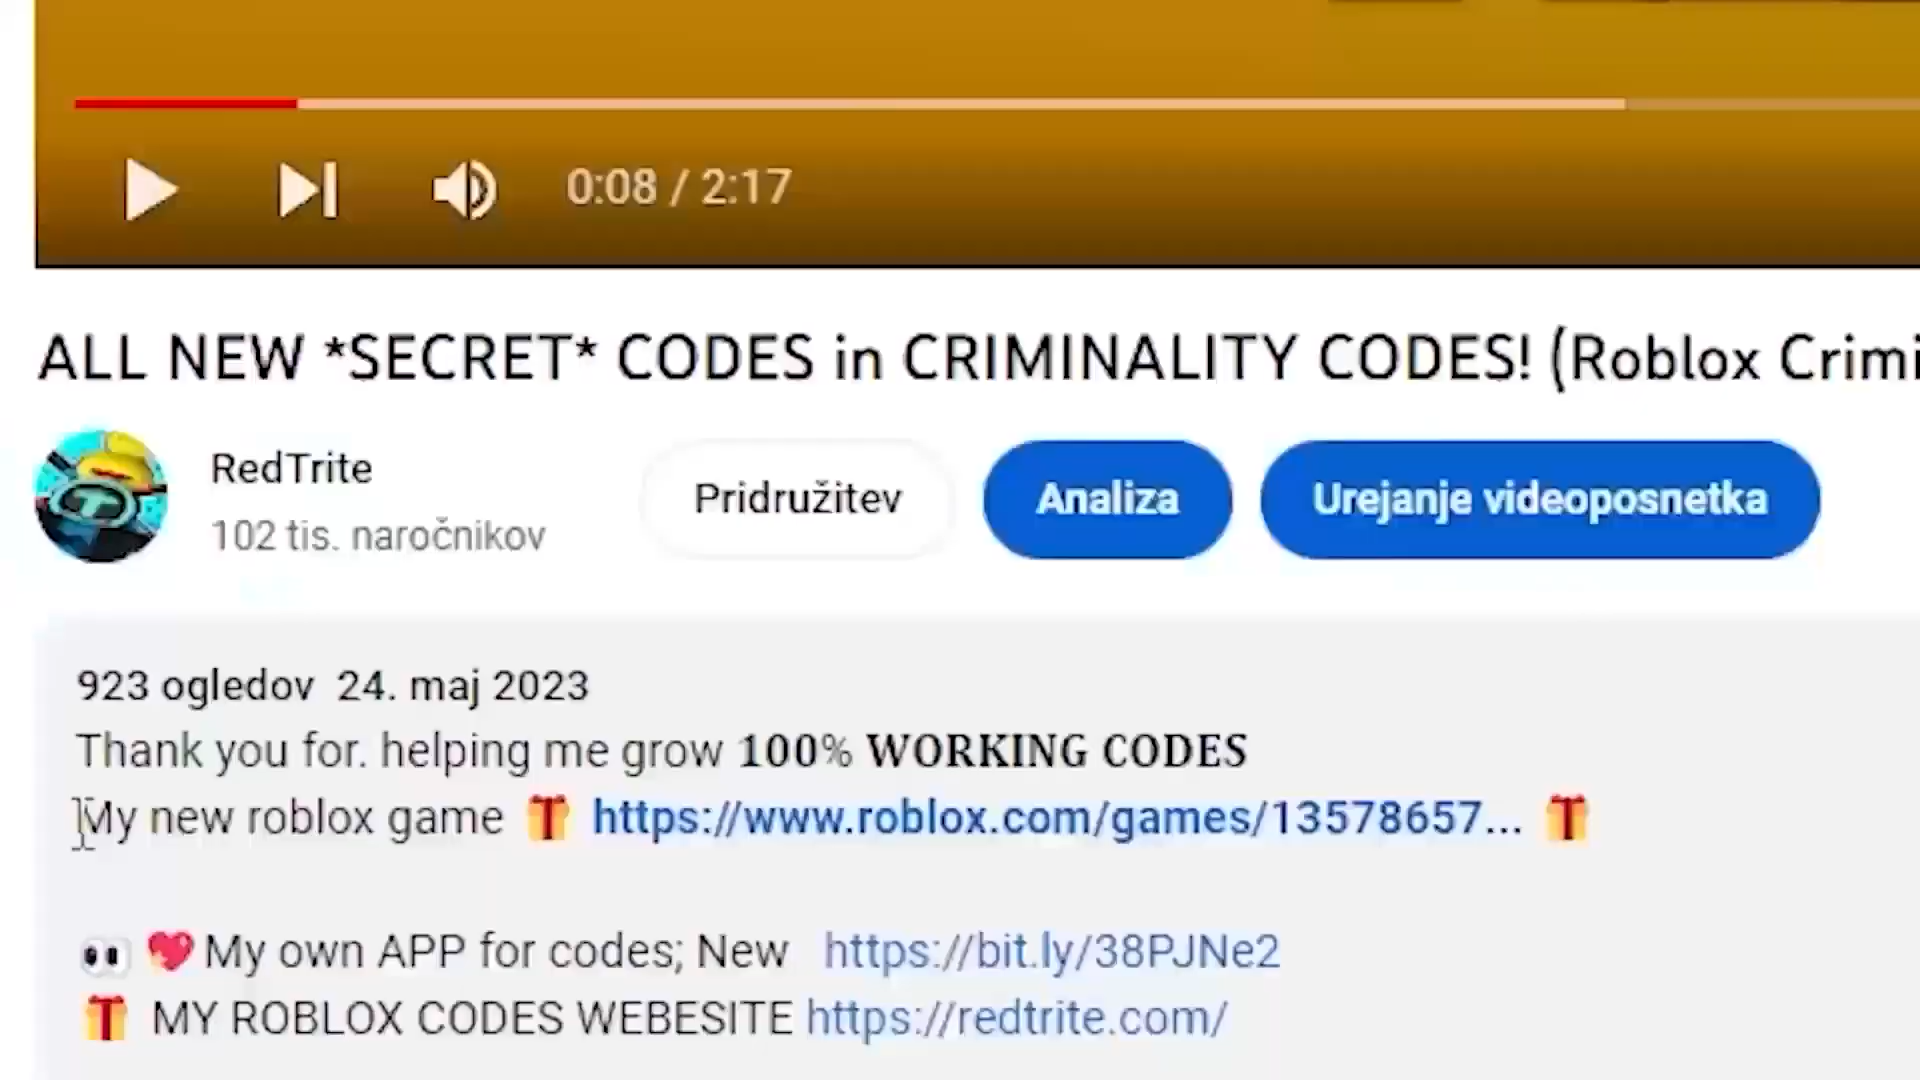 0:08 / 2:17
ALL NEW *SECRET* CODES in CRIMINALITY CODES! (Roblox Crimi
RedTrite
102 tis. naročnikov
Pridružitev
Analiza
Urejanje videoposnetka
923 ogledov 24. maj 2023
Thank you for. helping me grow 100% WORKING CODES
My new roblox game 🎁 https://www.roblox.com/games/13578657... 🎁
👀 💖 My own APP for codes; New https://bit.ly/38PJNe2
🎁 MY ROBLOX CODES WEBESITE https://redtrite.com/